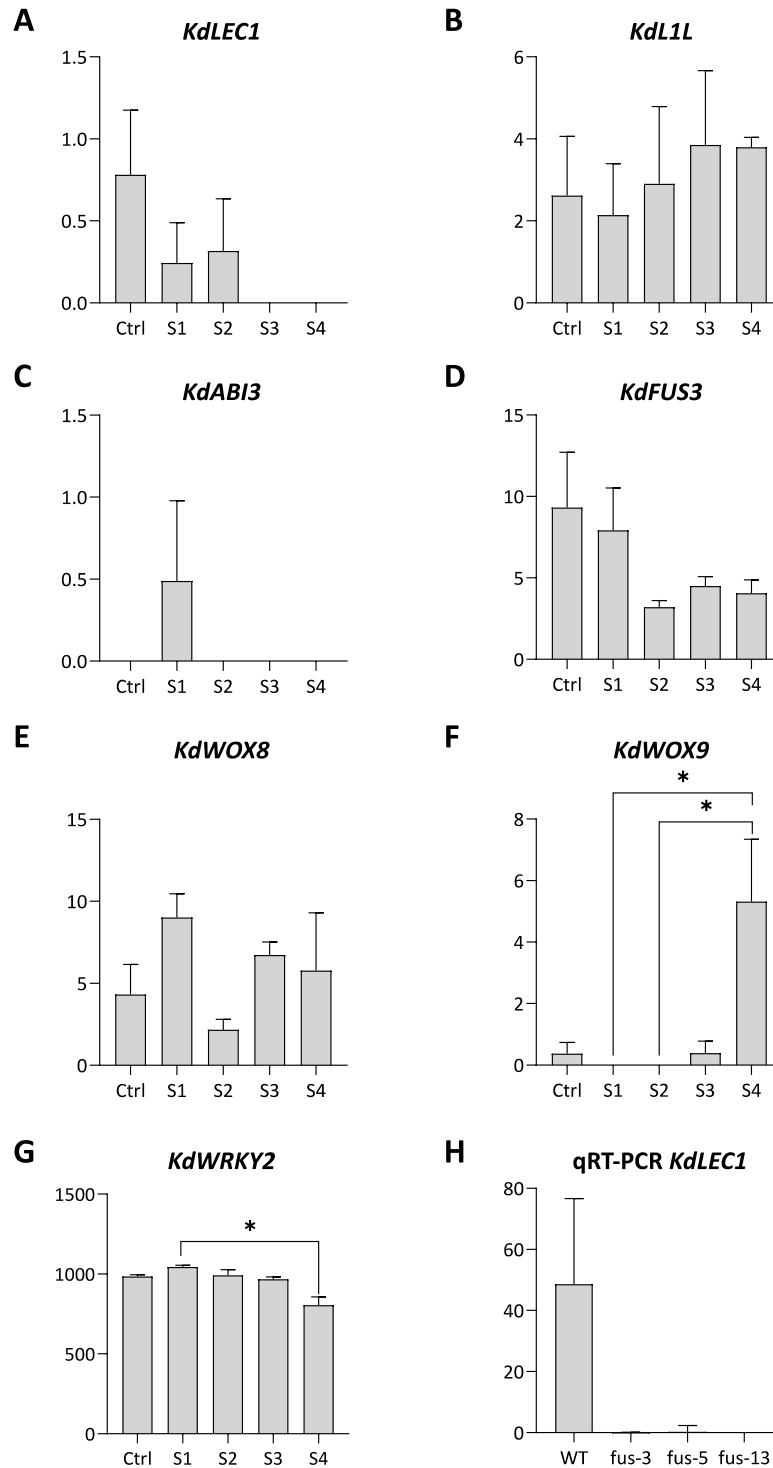 A
KdLEC1
1.5
1.0
0.5
0.0
Ctrl S1 S2 S3 S4
B
KdL1L
6
4
2
0
Ctrl S1 S2 S3 S4
C
KdABI3
1.5
1.0
0.5
0.0
Ctrl S1 S2 S3 S4
D
KdFUS3
15
10
5
0
Ctrl S1 S2 S3 S4
E
KdWOX8
15
10
5
0
Ctrl S1 S2 S3 S4
F
KdWOX9
*
*
8
6
4
2
0
Ctrl S1 S2 S3 S4
G
KdWRKY2
1500
*
1000
500
0
Ctrl S1 S2 S3 S4
H
qRT-PCR KdLEC1
80
60
40
20
0
WT fus-3 fus-5 fus-13